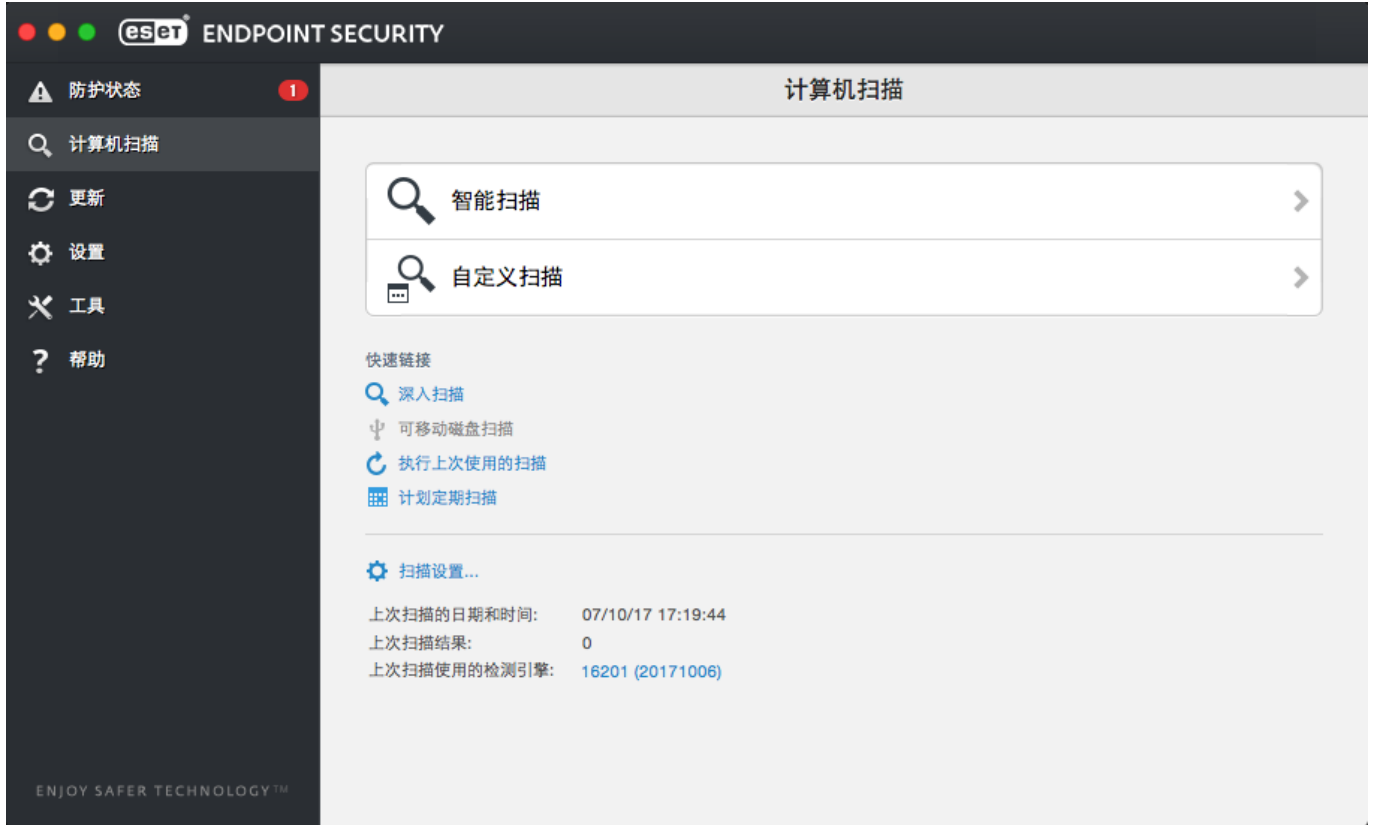 eset ENDPOINT SECURITY
防护状态 1
计算机扫描
更新
设置
工具
帮助
ENJOY SAFER TECHNOLOGY™
计算机扫描
智能扫描
自定义扫描
快速链接
深入扫描
可移动磁盘扫描
执行上次使用的扫描
计划定期扫描
扫描设置...
上次扫描的日期和时间: 07/10/17 17:19:44
上次扫描结果: 0
上次扫描使用的检测引擎: 16201 (20171006)